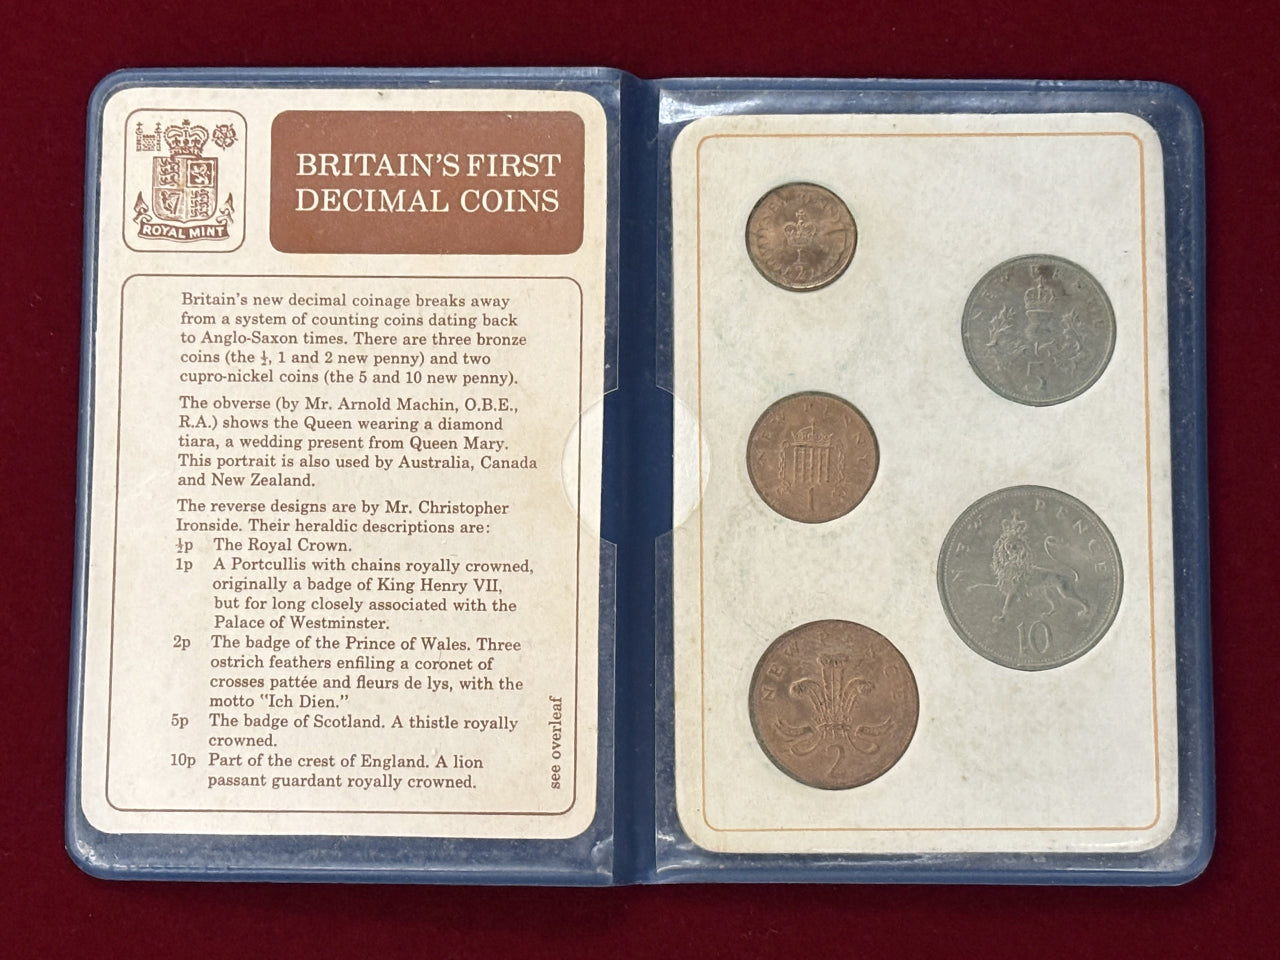 ROYAL MINT
BRITAIN'S FIRST
DECIMAL COINS
Britain's new decimal coinage breaks away
from a system of counting coins dating back
to Anglo-Saxon times. There are three bronze
coins (the ½, 1 and 2 new penny) and two
cupro-nickel coins (the 5 and 10 new penny).
The obverse (by Mr. Arnold Machin, O.B.E.,
R.A.) shows the Queen wearing a diamond
tiara, a wedding present from Queen Mary.
This portrait is also used by Australia, Canada
and New Zealand.
The reverse designs are by Mr. Christopher
Ironside. Their heraldic descriptions are:
½p The Royal Crown.
1p A Portcullis with chains royally crowned,
originally a badge of King Henry VII,
but for long closely associated with the
Palace of Westminster.
2p The badge of the Prince of Wales. Three
ostrich feathers enfiling a coronet of
crosses pattée and fleurs de lys, with the
motto "Ich Dien."
5p The badge of Scotland. A thistle royally
crowned.
10p Part of the crest of England. A lion
passant guardant royally crowned.
see overleaf
1
2
NEW PENCE
5
NEW PENNY
1
NEW PENCE
10
NEW PENCE
2